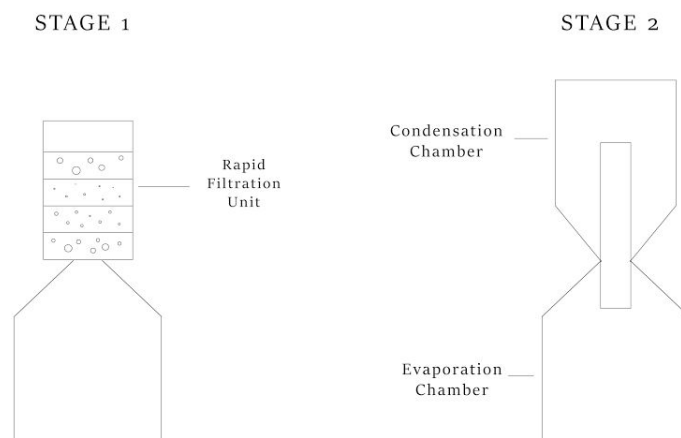 STAGE 1
STAGE 2
Rapid
Filtration
Unit
Condensation
Chamber
Evaporation
Chamber